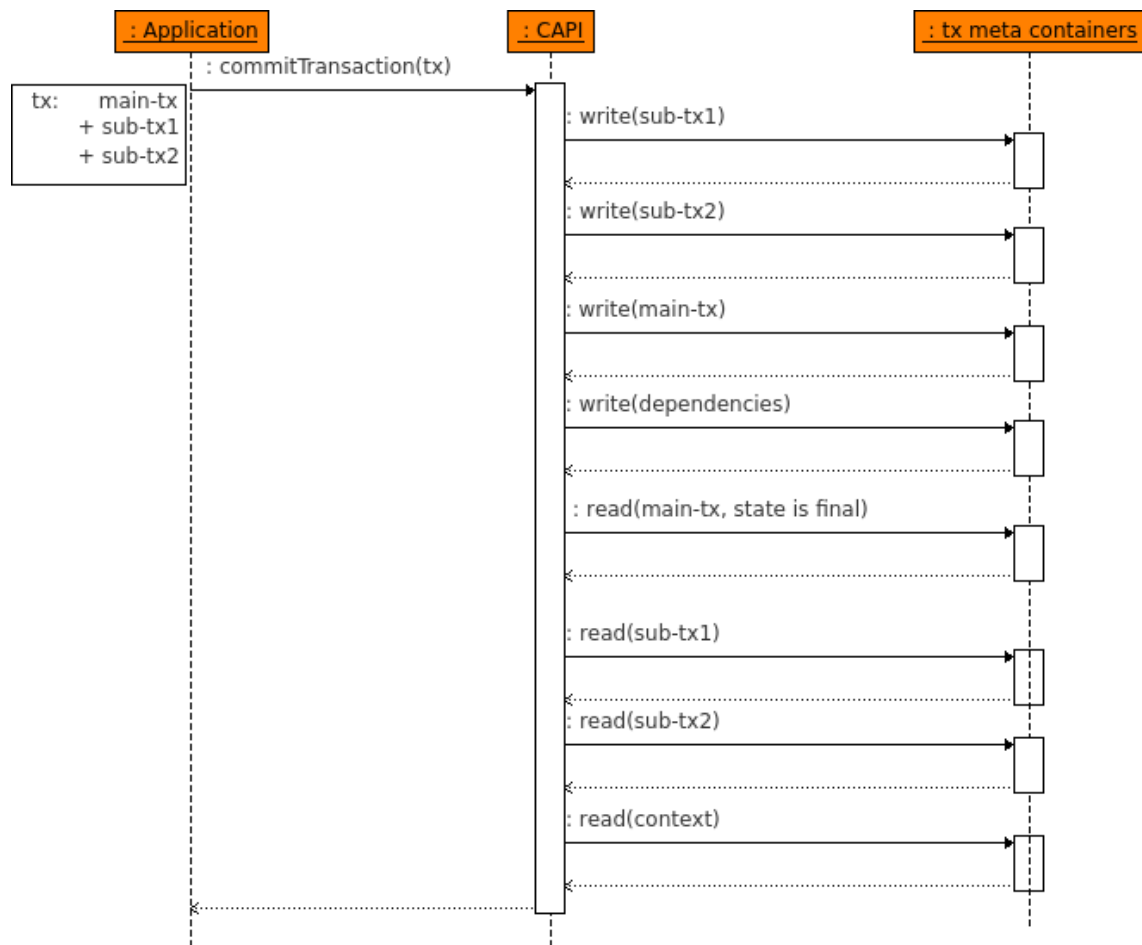 : Application
: CAPI
: tx meta containers
: commitTransaction(tx)
tx: main-tx
+ sub-tx1
+ sub-tx2
: write(sub-tx1)
: write(sub-tx2)
: write(main-tx)
: write(dependencies)
: read(main-tx, state is final)
: read(sub-tx1)
: read(sub-tx2)
: read(context)